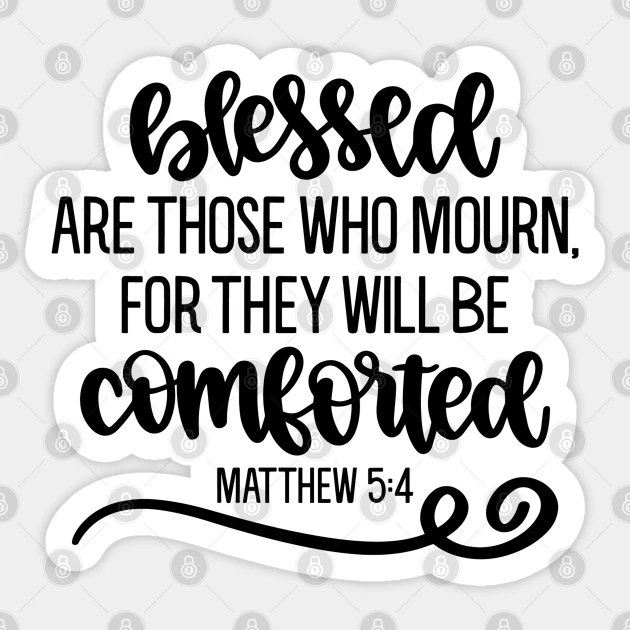 blessed
ARE THOSE WHO MOURN,
FOR THEY WILL BE
comforted
MATTHEW 5:4